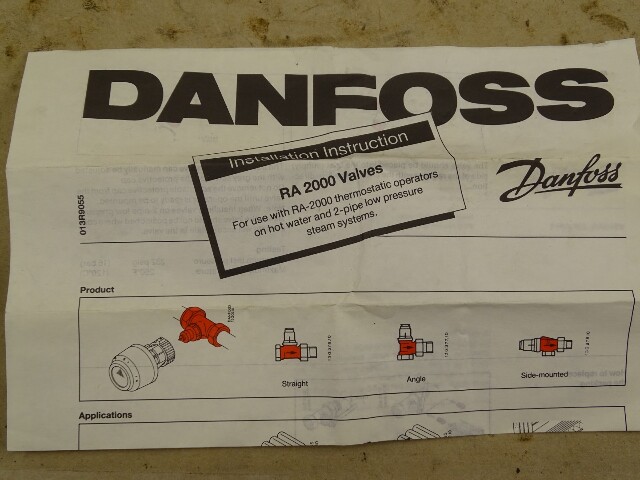 DANFOSS
Installation Instruction
RA 2000 Valves
For use with RA-2000 thermostatic operators
on hot water and 2-pipe low pressure
steam systems.
Danfoss
013R9055
Product
Straight
Angle
Side-mounted
Applications